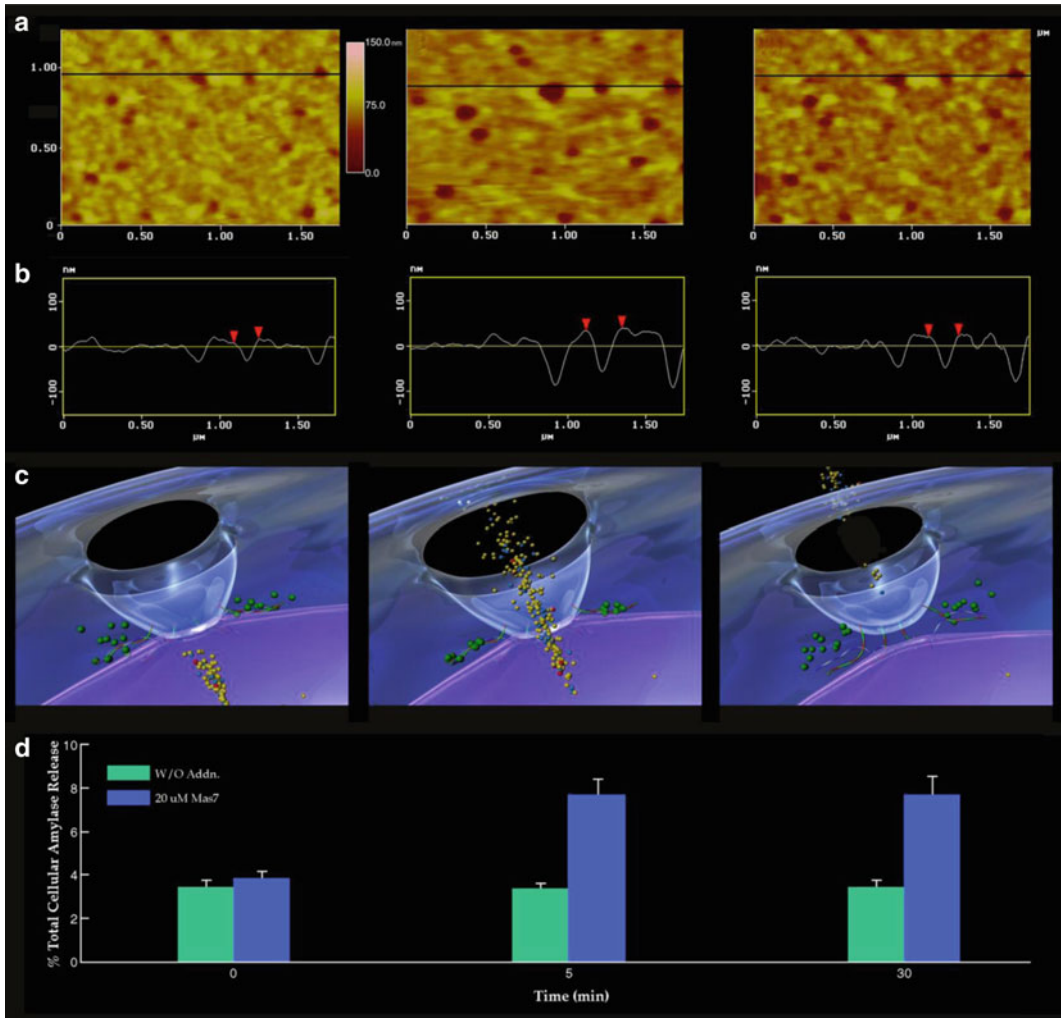 a
150.0 nm
75.0
0.0
μM
1.00
0.50
0
0 0.50 1.00 1.50
0 0.50 1.00 1.50
0 0.50 1.00 1.50
b
nM nM nM
100
0
-100
100
0
-100
100
0
-100
0 0.50 1.00 1.50
0 0.50 1.00 1.50
0 0.50 1.00 1.50
μM μM μM
c
d
% Total Cellular Amylase Release
10
8
6
4
2
0
W/O Addn.
20 uM Mas7
0 5 30
Time (min)